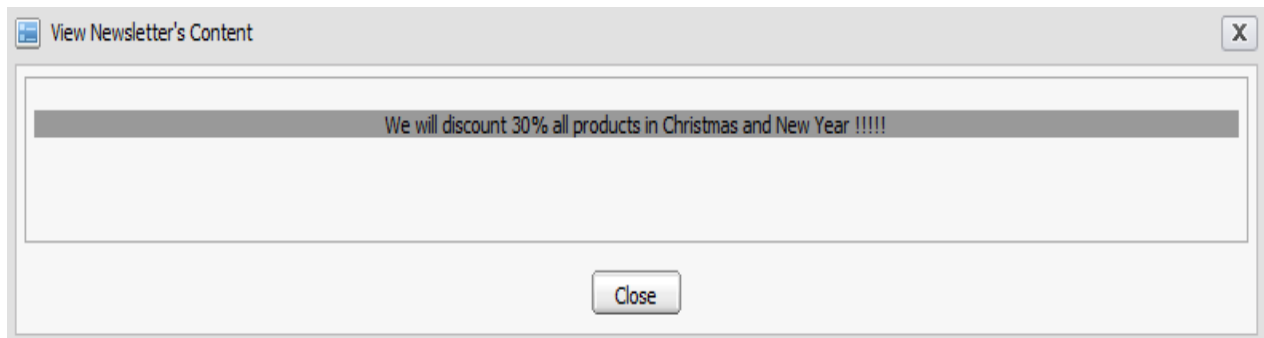 View Newsletter's Content
X
We will discount 30% all products in Christmas and New Year !!!!!
Close